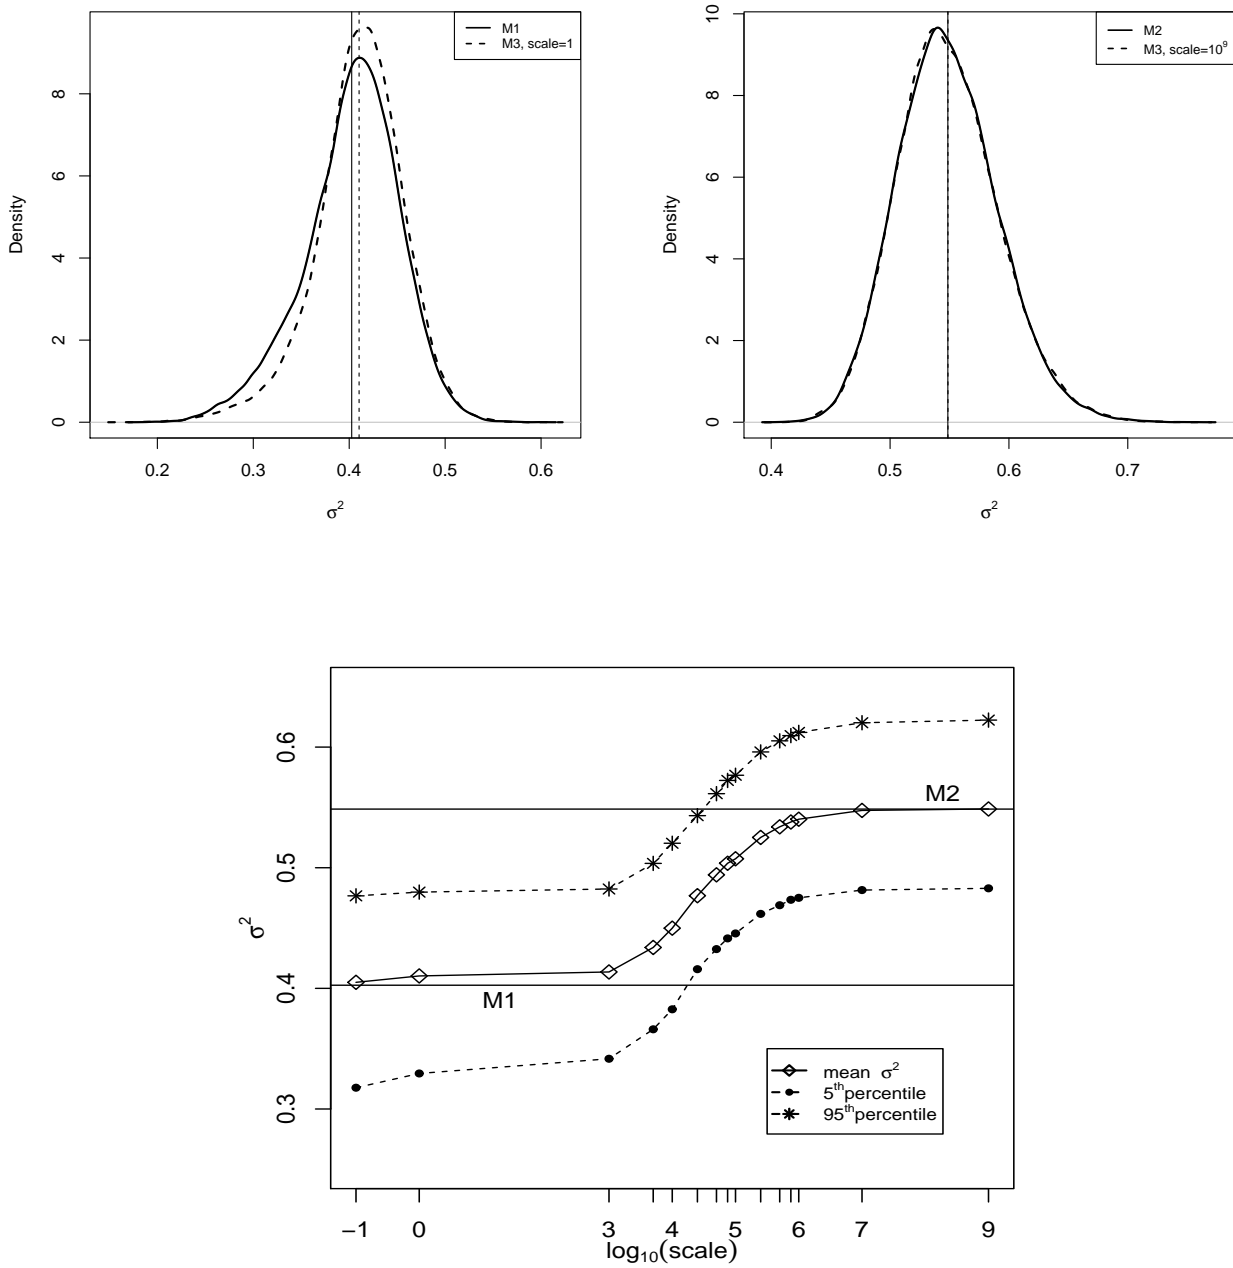 M1
M3, scale=1
Density
0 2 4 6 8
0.2 0.3 0.4 0.5 0.6
σ²
M2
M3, scale=10⁹
Density
0 2 4 6 8 10
0.4 0.5 0.6 0.7
σ²
σ²
0.3 0.4 0.5 0.6
M2
M1
mean σ²
5ᵗʰpercentile
95ᵗʰpercentile
−1 0 3 4 5 6 7 9
log₁₀(scale)